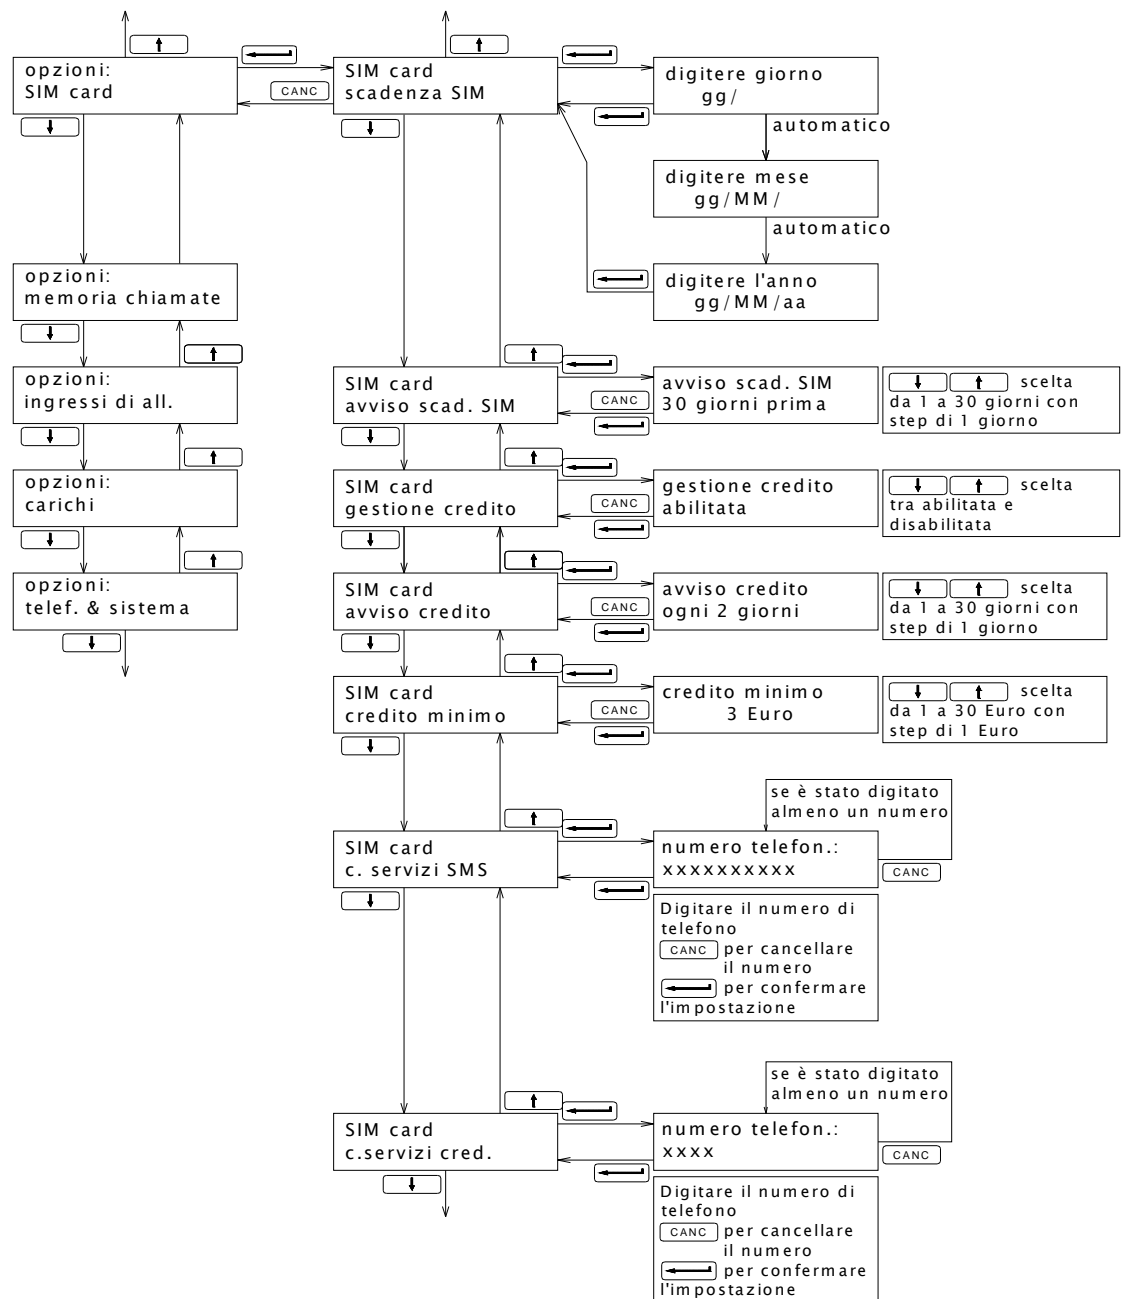 opzioni:
SIM card
CANC
SIM card
scadenza SIM
digitere giorno
gg/
automatico
digitere mese
gg/MM/
automatico
digitere l'anno
gg/MM/aa
opzioni:
memoria chiamate
opzioni:
ingressi di all.
SIM card
avviso scad. SIM
CANC
avviso scad. SIM
30 giorni prima
scelta
da 1 a 30 giorni con
step di 1 giorno
opzioni:
carichi
SIM card
gestione credito
CANC
gestione credito
abilitata
scelta
tra abilitata e
disabilitata
opzioni:
telef. & sistema
SIM card
avviso credito
CANC
avviso credito
ogni 2 giorni
scelta
da 1 a 30 giorni con
step di 1 giorno
SIM card
credito minimo
CANC
credito minimo
3 Euro
scelta
da 1 a 30 Euro con
step di 1 Euro
se è stato digitato
almeno un numero
SIM card
c. servizi SMS
numero telefon.:
xxxxxxxxxx
CANC
Digitare il numero di
telefono
CANC per cancellare
il numero
per confermare
l'impostazione
se è stato digitato
almeno un numero
SIM card
c.servizi cred.
numero telefon.:
xxxx
CANC
Digitare il numero di
telefono
CANC per cancellare
il numero
per confermare
l'impostazione